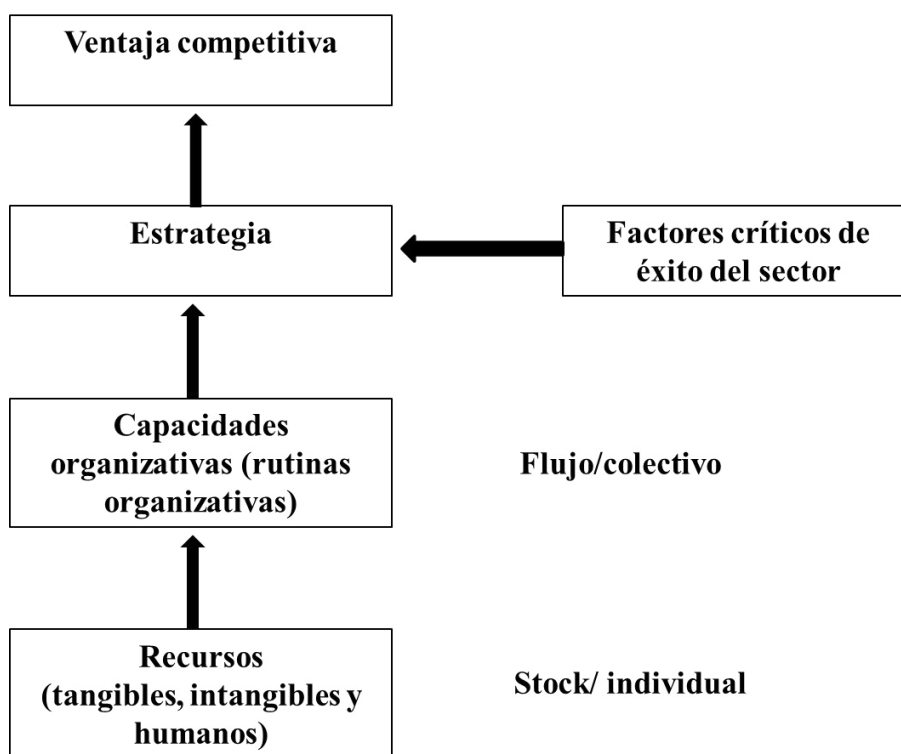 Ventaja competitiva
Estrategia
Factores críticos de
éxito del sector
Capacidades
organizativas (rutinas
organizativas)
Flujo/colectivo
Recursos
(tangibles, intangibles y
humanos)
Stock/ individual